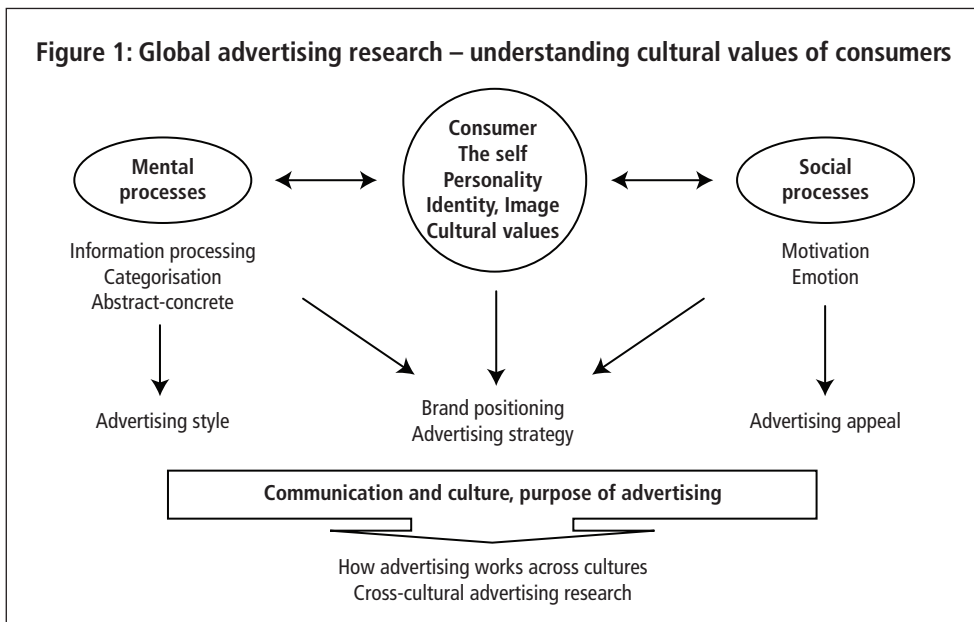 Figure 1: Global advertising research – understanding cultural values of consumers
Mental
processes
Consumer
The self
Personality
Identity, Image
Cultural values
Social
processes
Information processing
Categorisation
Abstract-concrete
Motivation
Emotion
Advertising style
Brand positioning
Advertising strategy
Advertising appeal
Communication and culture, purpose of advertising
How advertising works across cultures
Cross-cultural advertising research